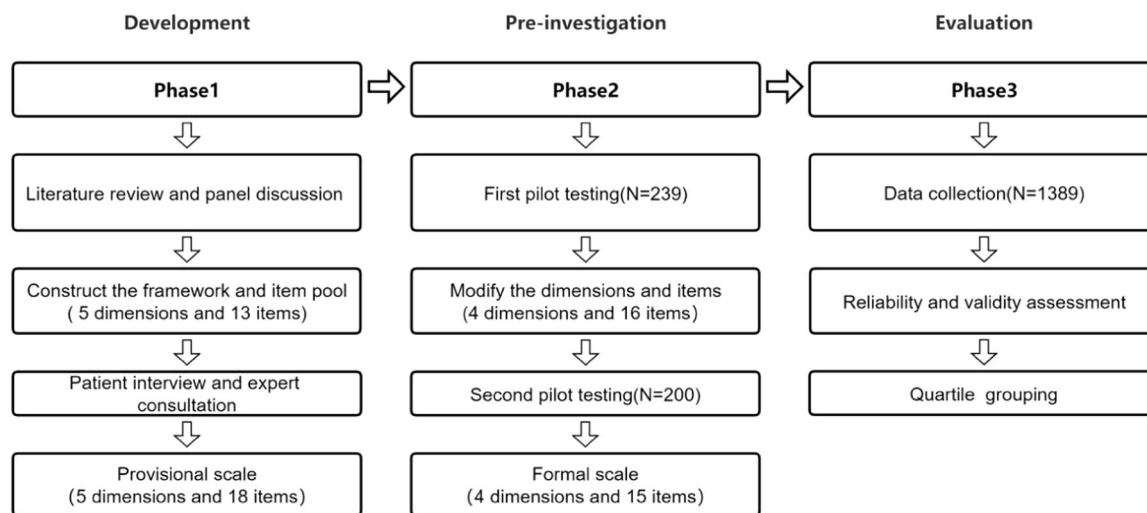 Development
Pre-investigation
Evaluation
Phase1
Phase2
Phase3
Literature review and panel discussion
First pilot testing(N=239)
Data collection(N=1389)
Construct the framework and item pool
( 5 dimensions and 13 items)
Modify the dimensions and items
(4 dimensions and 16 items)
Reliability and validity assessment
Patient interview and expert
consultation
Second pilot testing(N=200)
Quartile grouping
Provisional scale
(5 dimensions and 18 items)
Formal scale
(4 dimensions and 15 items)